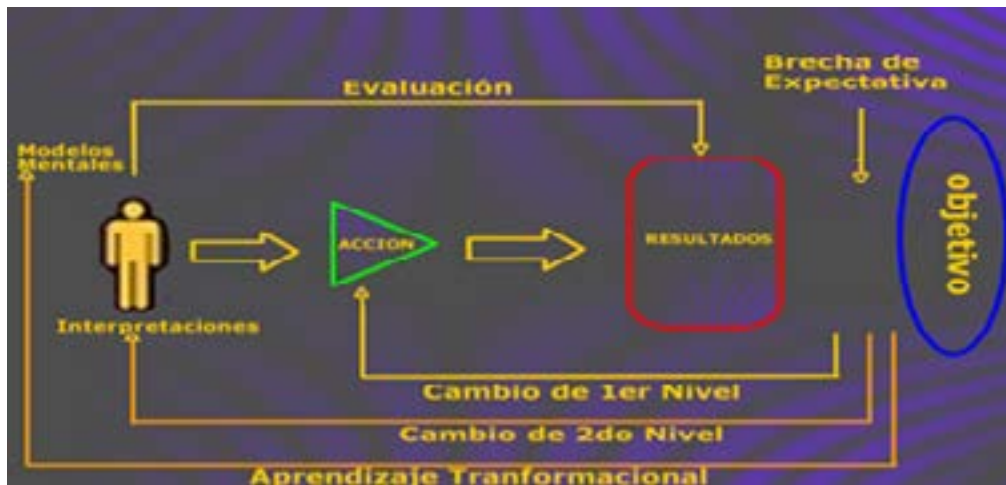 Evaluación
Brecha de
Expectativa
Modelos
Mentales
objetivo
ACCION
RESULTADOS
Interpretaciones
Cambio de 1er Nivel
Cambio de 2do Nivel
Aprendizaje Tranformacional